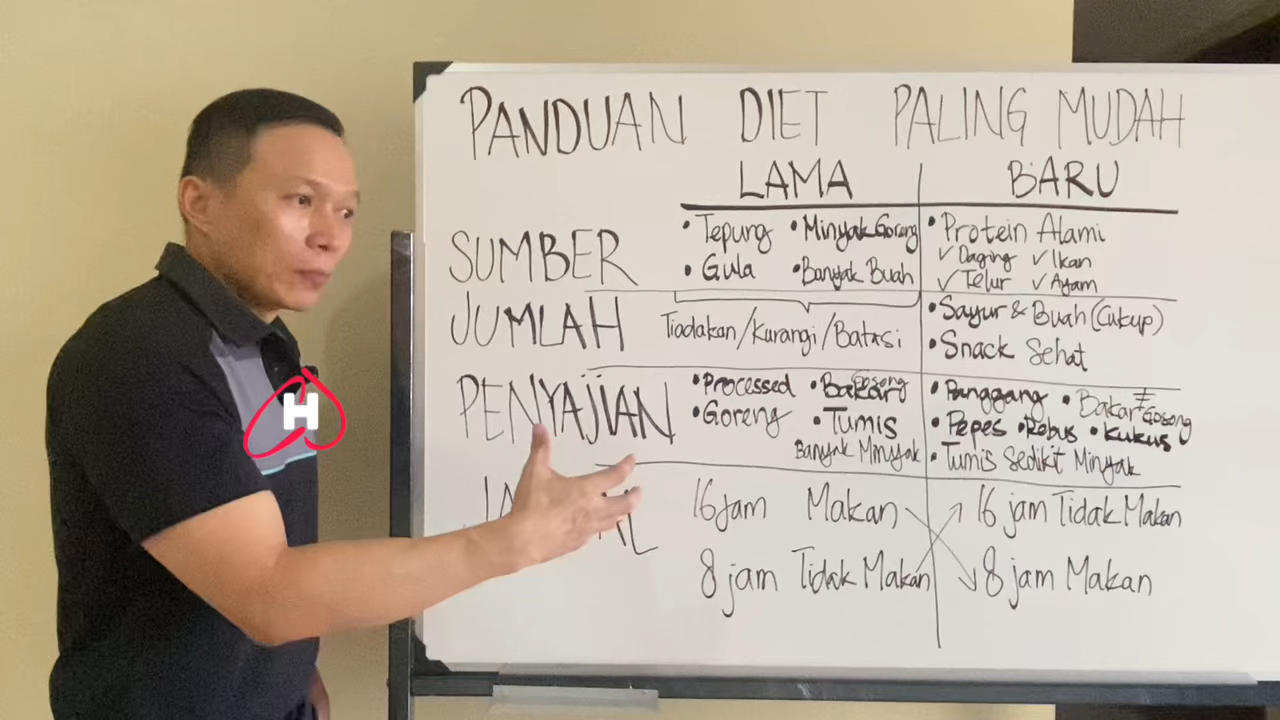 PANDUAN DIET PALING MUDAH
LAMA BARU
SUMBER
• Tepung • Minyak Goreng
• Gula • Banyak Buah
• Protein Alami
✓ Daging ✓ Ikan
✓ Telur ✓ Ayam
JUMLAH
Tiadakan/Kurangi/Batasi
• Sayur & Buah (Cukup)
• Snack Sehat
PENYAJIAN
• Processed • Bakar Gosong
• Goreng • Tumis
Banyak Minyak
• Panggang • Bakar ≠ Gosong
• Pepes • Rebus • Kukus
• Tumis Sedikit Minyak
16 jam Makan
8 jam Tidak Makan
16 jam Tidak Makan
8 jam Makan
H